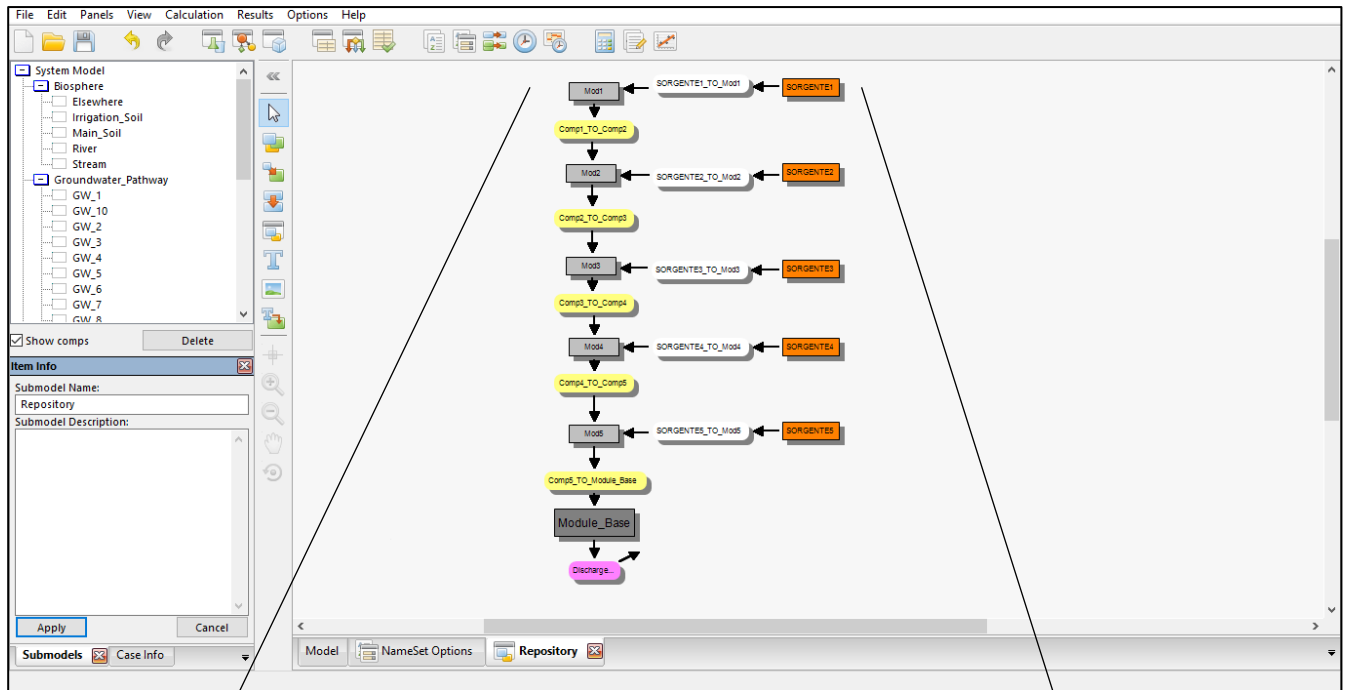 File Edit Panels View Calculation Results Options Help
System Model
Biosphere
Elsewhere
Irrigation_Soil
Main_Soil
River
Stream
Groundwater_Pathway
GW_1
GW_10
GW_2
GW_3
GW_4
GW_5
GW_6
GW_7
GW_8
Show comps Delete
Item Info
Submodel Name:
Repository
Submodel Description:
Apply Cancel
Submodels Case Info
Mod1 SORGENTE1_TO_Mod1 SORGENTE1
Comp1_TO_Comp2
Mod2 SORGENTE2_TO_Mod2 SORGENTE2
Comp2_TO_Comp3
Mod3 SORGENTE3_TO_Mod3 SORGENTE3
Comp3_TO_Comp4
Mod4 SORGENTE4_TO_Mod4 SORGENTE4
Comp4_TO_Comp5
Mod5 SORGENTE5_TO_Mod5 SORGENTE5
Comp5_TO_Module_Base
Module_Base
Discharge...
Model NameSet Options Repository